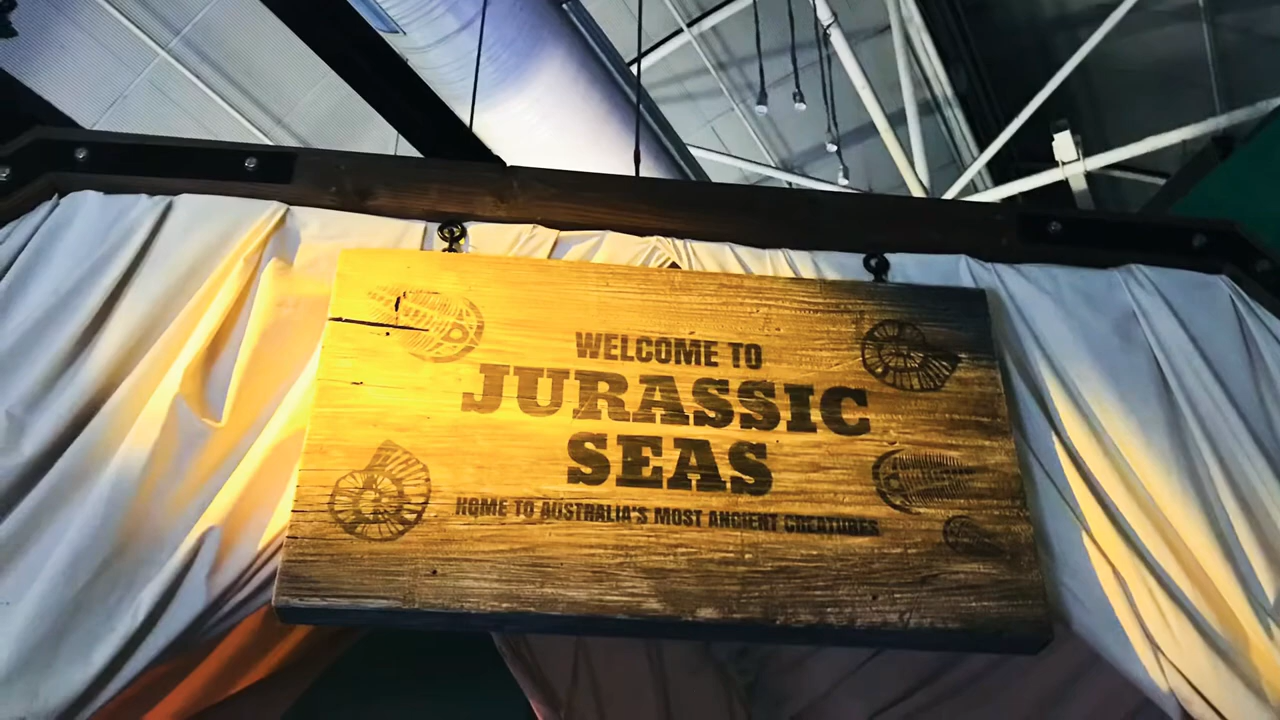 WELCOME TO
JURASSIC
SEAS
HOME TO AUSTRALIA'S MOST ANCIENT CREATURES